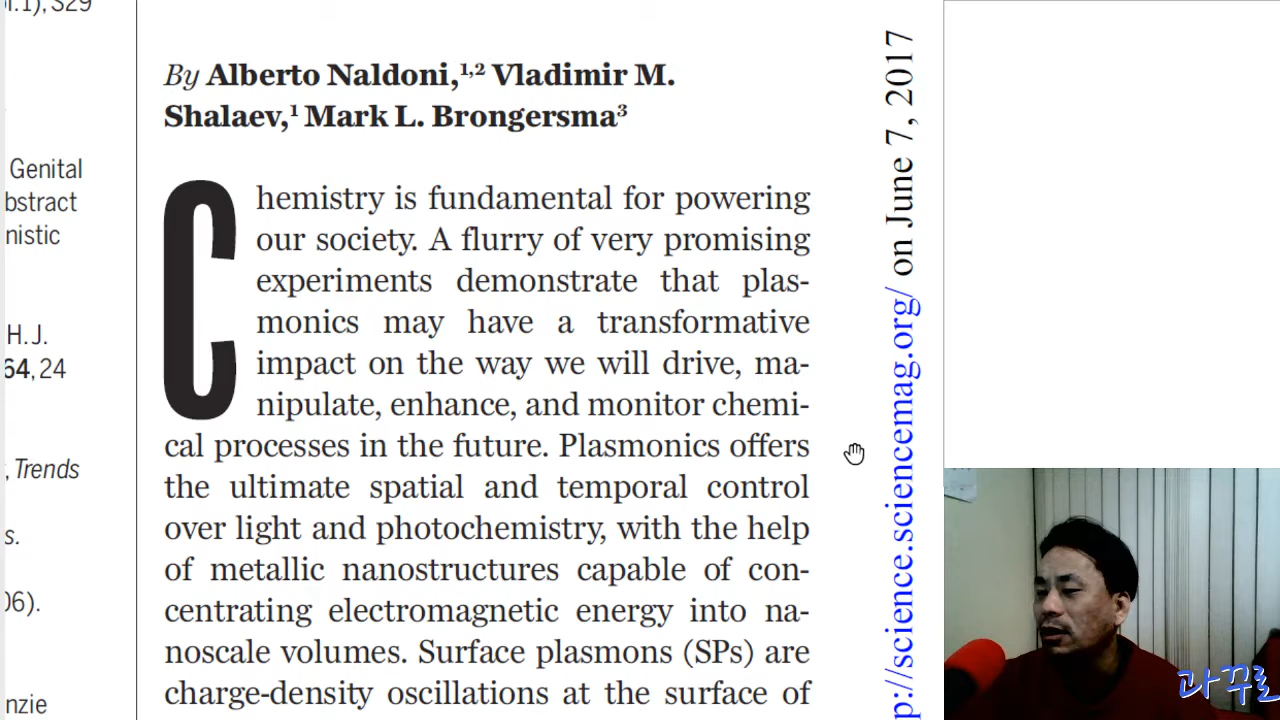 Genital
bstract
nistic
H.J.
64, 24
, Trends
s.
06).
nzie
By Alberto Naldoni,1,2 Vladimir M.
Shalaev,1 Mark L. Brongersma3
Chemistry is fundamental for powering
our society. A flurry of very promising
experiments demonstrate that plas-
monics may have a transformative
impact on the way we will drive, ma-
nipulate, enhance, and monitor chemi-
cal processes in the future. Plasmonics offers
the ultimate spatial and temporal control
over light and photochemistry, with the help
of metallic nanostructures capable of con-
centrating electromagnetic energy into na-
noscale volumes. Surface plasmons (SPs) are
charge-density oscillations at the surface of
p://science.sciencemag.org/ on June 7, 2017
과꾸로